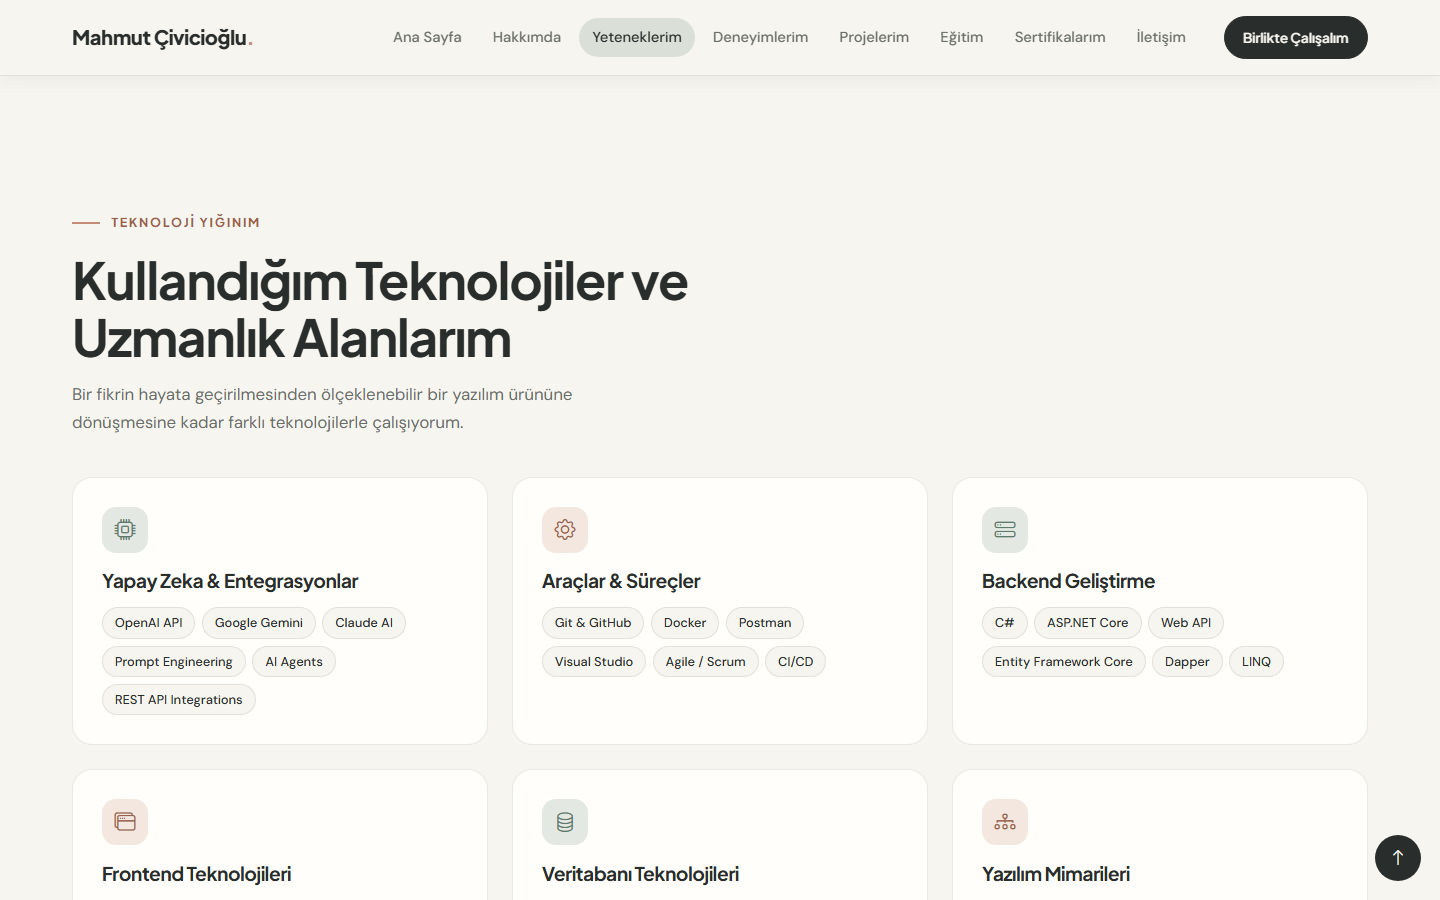 Mahmut Çivicioğlu.
Ana Sayfa Hakkımda Yeteneklerim Deneyimlerim Projelerim Eğitim Sertifikalarım İletişim Birlikte Çalışalım
TEKNOLOJİ YIĞINIM
Kullandığım Teknolojiler ve
Uzmanlık Alanlarım
Bir fikrin hayata geçirilmesinden ölçeklenebilir bir yazılım ürününe
dönüşmesine kadar farklı teknolojilerle çalışıyorum.
Yapay Zeka & Entegrasyonlar
OpenAI API Google Gemini Claude AI
Prompt Engineering AI Agents
REST API Integrations
Araçlar & Süreçler
Git & GitHub Docker Postman
Visual Studio Agile / Scrum CI/CD
Backend Geliştirme
C# ASP.NET Core Web API
Entity Framework Core Dapper LINQ
Frontend Teknolojileri
Veritabanı Teknolojileri
Yazılım Mimarileri